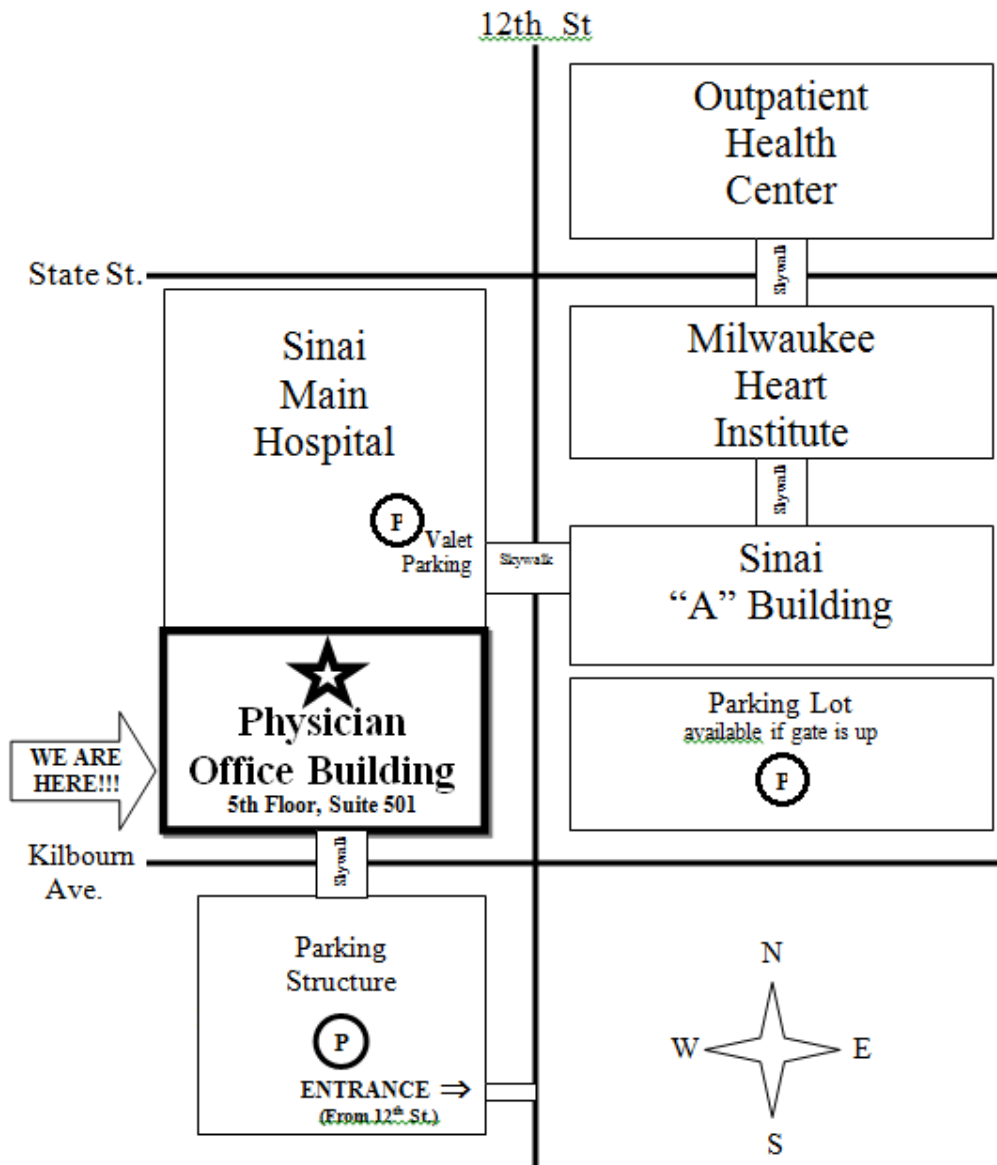 12th St
Outpatient
Health
Center
Skywalk
State St.
Sinai
Main
Hospital
P
Valet
Parking
Milwaukee
Heart
Institute
Skywalk
Skywalk
Sinai
“A” Building
Physician
Office Building
5th Floor, Suite 501
WE ARE
HERE!!!
Parking Lot
available if gate is up
P
Kilbourn
Ave.
Skywalk
Parking
Structure
P
ENTRANCE ⇒
(From 12th St.)
N
W
E
S